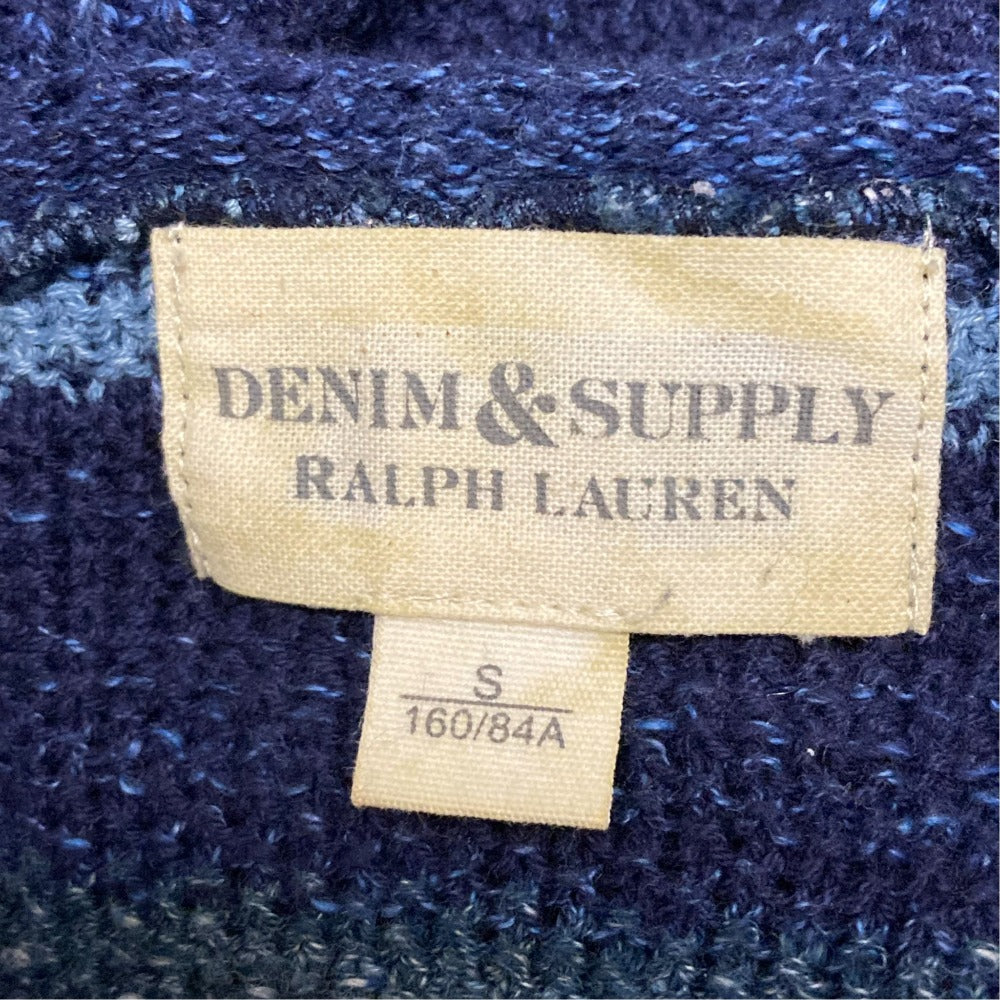 DENIM & SUPPLY
RALPH LAUREN
S
160/84A